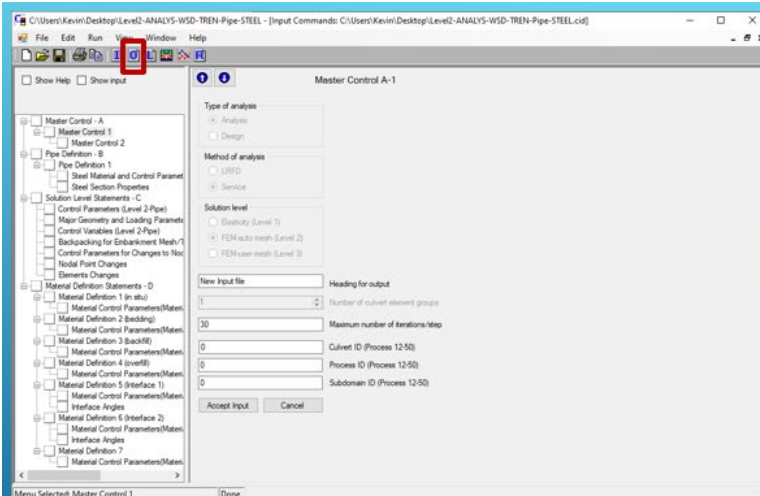 C:\Users\Kevin\Desktop\Level2-ANALYS-WSD-TREN-Pipe-STEEL - [Input Commands: C:\Users\Kevin\Desktop\Level2-ANALYS-WSD-TREN-Pipe-STEEL.cid]
File Edit Run View Window Help
Show Help Show input
Master Control A-1
Master Control - A
Master Control 1
Master Control 2
Pipe Definition - B
Pipe Definition 1
Steel Material and Control Paramet
Steel Section Properties
Solution Level Statements - C
Control Parameters (Level 2-Pipe)
Major Geometry and Loading Paramete
Control Variables (Level 2-Pipe)
Backpacking for Embankment Mesh/T
Control Parameters for Changes to Noc
Nodal Point Changes
Elements Changes
Material Definition Statements - D
Material Definition 1 (in situ)
Material Control Parameters(Materi
Material Definition 2 (bedding)
Material Control Parameters(Materi
Material Definition 3 (backfill)
Material Control Parameters(Materi
Material Definition 4 (overfill)
Material Control Parameters(Materi
Material Definition 5 (Interface 1)
Material Control Parameters(Materi
Interface Angles
Material Definition 6 (Interface 2)
Material Control Parameters(Materi
Interface Angles
Material Definition 7
Material Control Parameters(Materi
Type of analysis
Analysis
Design
Method of analysis
LRFD
Service
Solution level
Elasticity (Level 1)
FEM-auto mesh (Level 2)
FEM-user mesh (Level 3)
New Input file Heading for output
1 Number of culvert element groups
30 Maximum number of iterations/step
0 Culvert ID (Process 12-50)
0 Process ID (Process 12-50)
0 Subdomain ID (Process 12-50)
Accept Input Cancel
Menu Selected: Master Control 1 Done